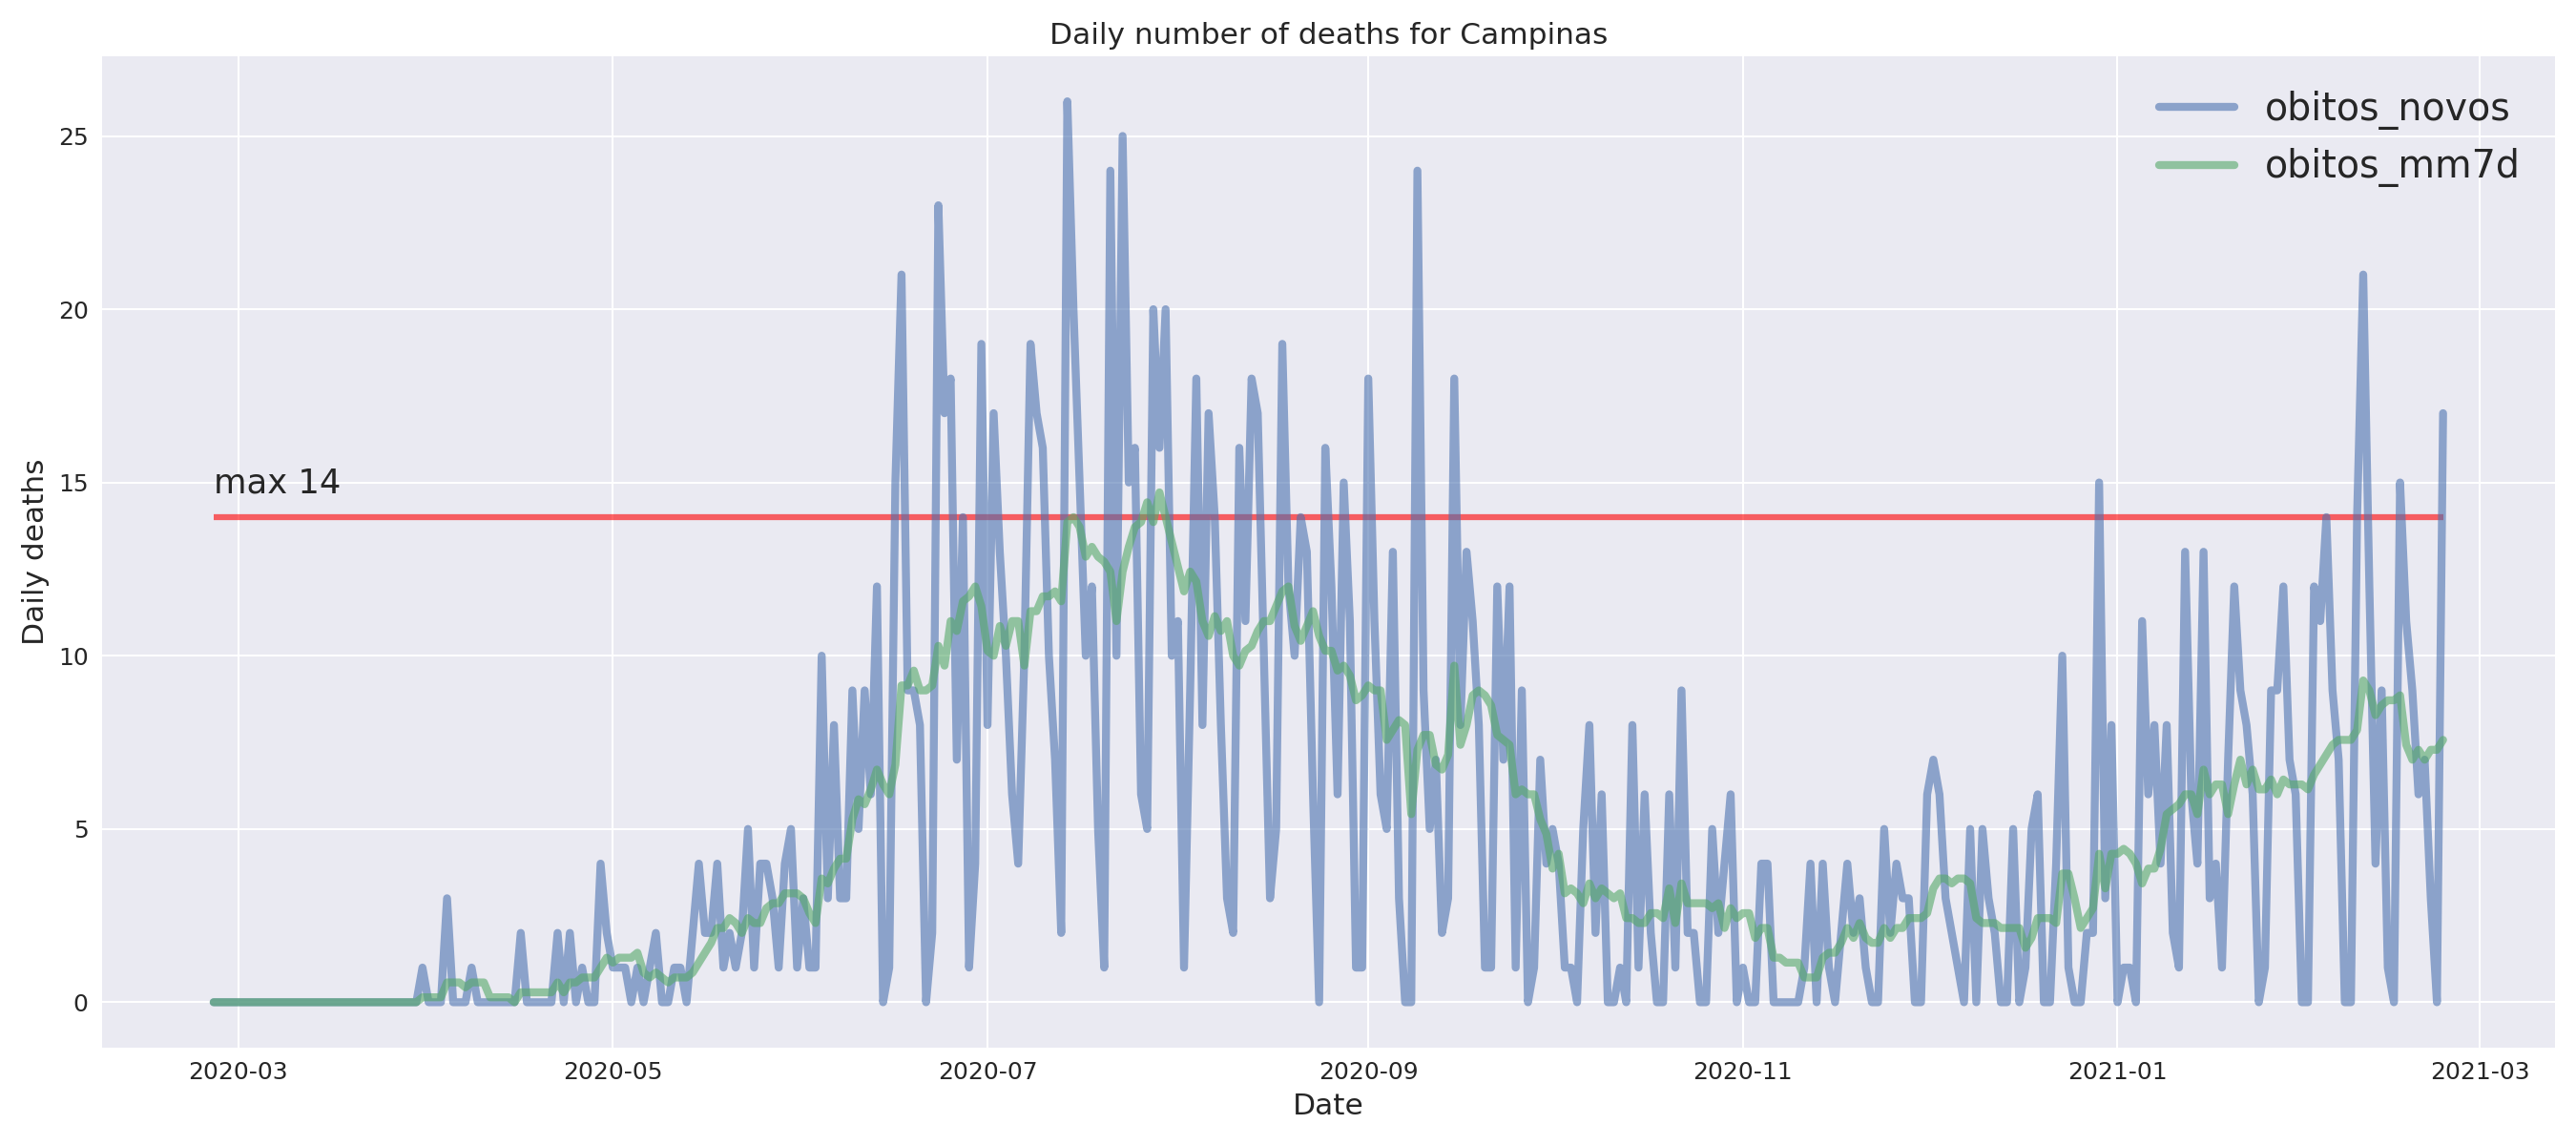 Daily number of deaths for Campinas
obitos_novos
obitos_mm7d
max 14
Daily deaths
25
20
15
10
5
0
2020-03
2020-05
2020-07
2020-09
2020-11
2021-01
2021-03
Date